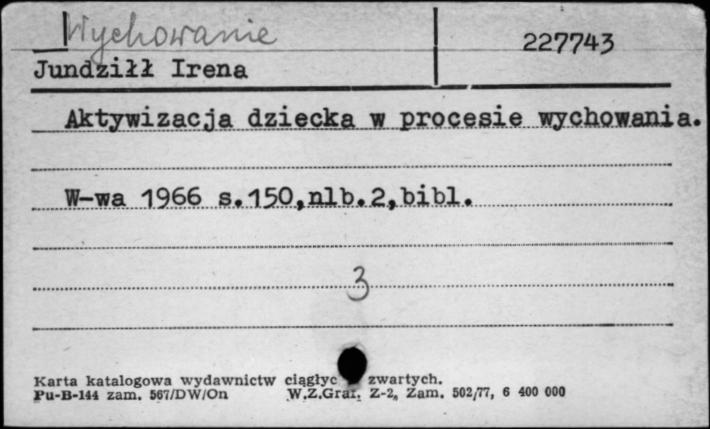 Wychowanie
227743
Jundziłł Irena
Aktywizacja dziecka w procesie wychowania.
W-wa 1966 s.150,nlb.2,bibl.
3
Karta katalogowa wydawnictw zwartych.
Pu-B-144 zam. 567/DW/On W.Z.Graf. Z-2, Zam. 502/77, 6 400 000